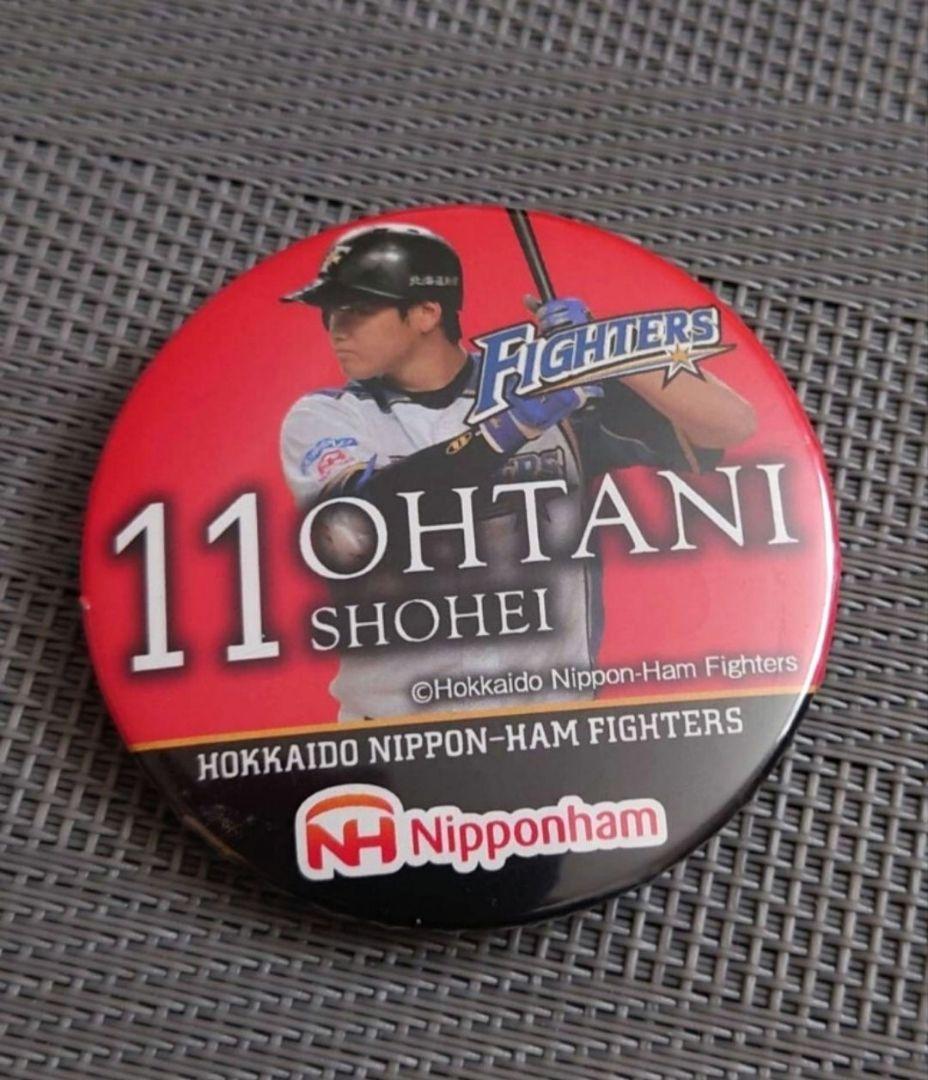 FIGHTERS
11 OHTANI
SHOHEI
©Hokkaido Nippon-Ham Fighters
HOKKAIDO NIPPON-HAM FIGHTERS
NH Nipponham